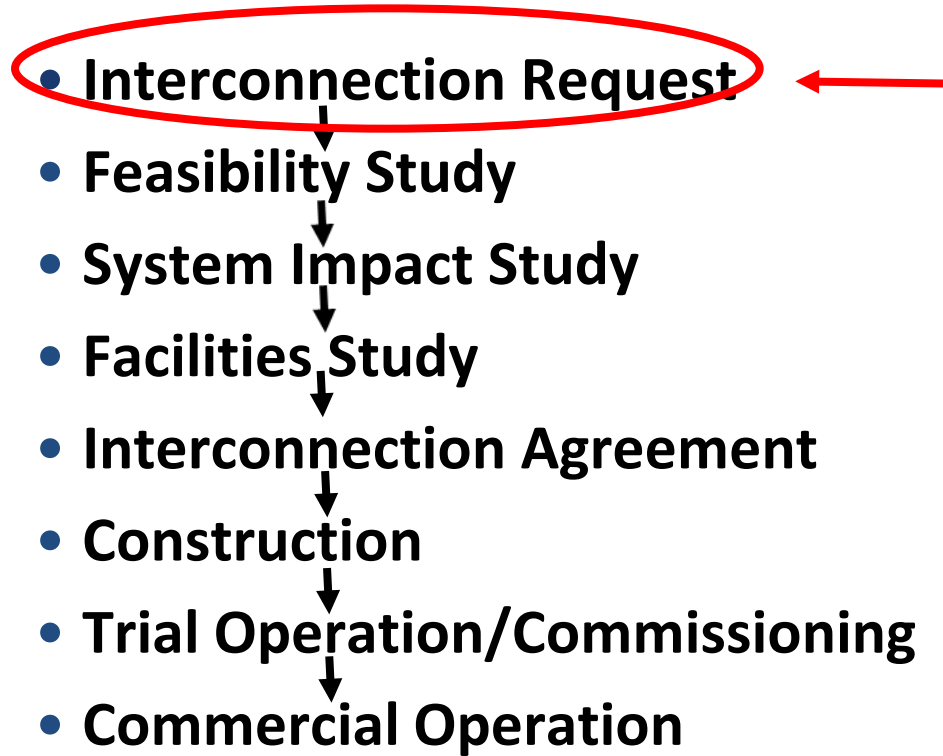 • Interconnection Request
• Feasibility Study
• System Impact Study
• Facilities Study
• Interconnection Agreement
• Construction
• Trial Operation/Commissioning
• Commercial Operation